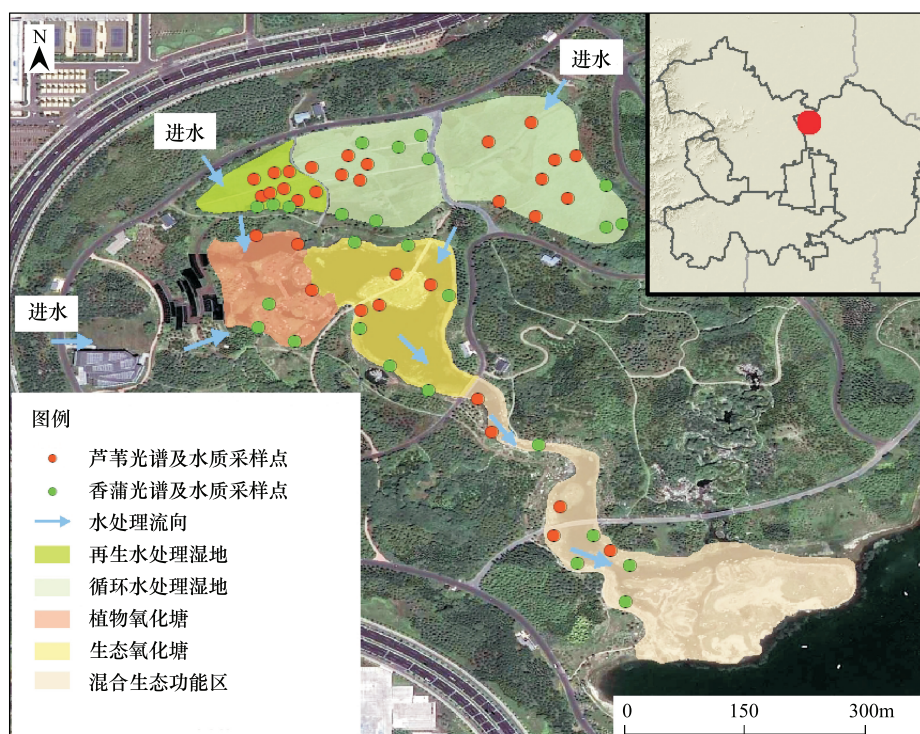 N
进水
进水
进水
图例
芦苇光谱及水质采样点
香蒲光谱及水质采样点
水处理流向
再生水处理湿地
循环水处理湿地
植物氧化塘
生态氧化塘
混合生态功能区
0 150 300m